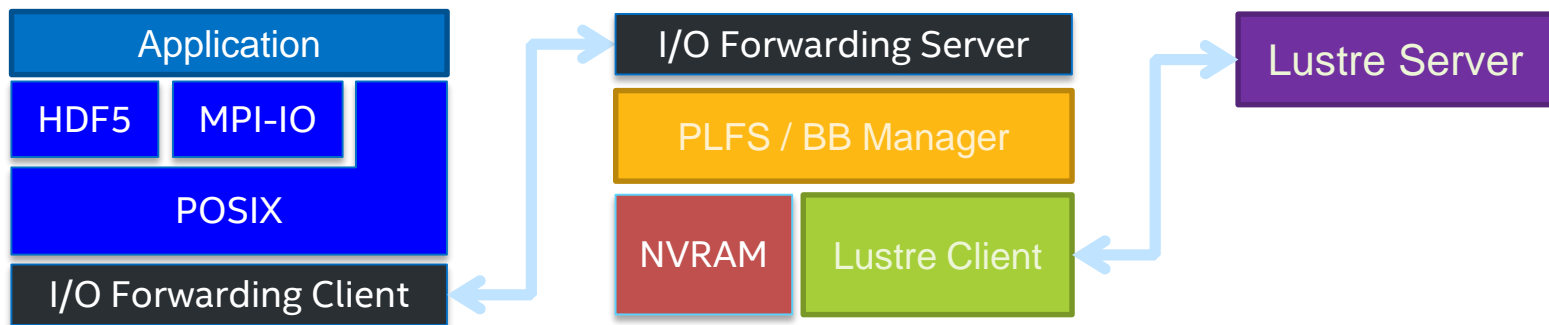 Application
HDF5
MPI-IO
POSIX
I/O Forwarding Client
I/O Forwarding Server
PLFS / BB Manager
NVRAM
Lustre Client
Lustre Server